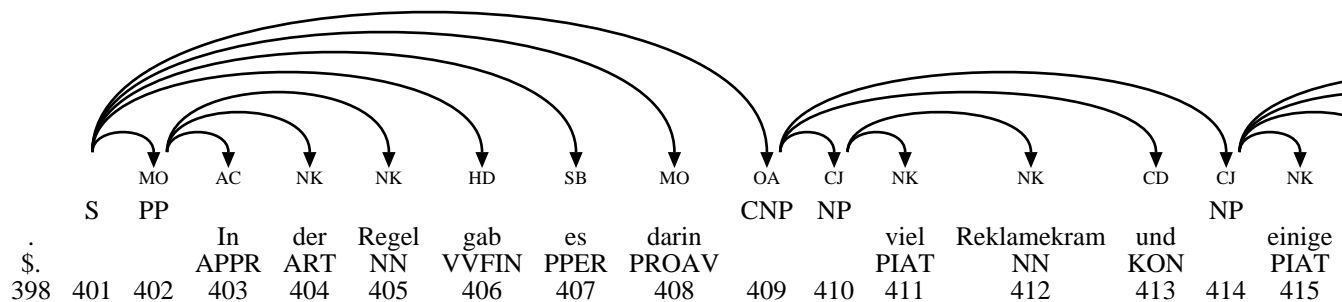 MO AC NK NK HD SB MO OA CJ NK NK CD CJ NK
S PP CNP NP NP
. In der Regel gab es darin viel Reklamekram und einige
$. APPR ART NN VVFIN PPER PROAV PIAT NN KON PIAT
398 401 402 403 404 405 406 407 408 409 410 411 412 413 414 415